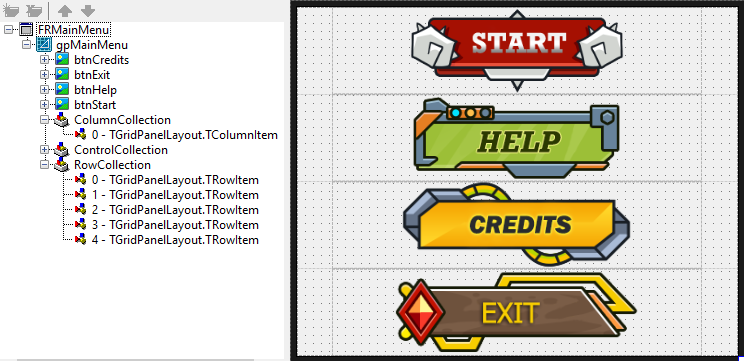 FRMainMenu
gpMainMenu
btnCredits
btnExit
btnHelp
btnStart
ColumnCollection
0 - TGridPanelLayout.TColumnItem
ControlCollection
RowCollection
0 - TGridPanelLayout.TRowItem
1 - TGridPanelLayout.TRowItem
2 - TGridPanelLayout.TRowItem
3 - TGridPanelLayout.TRowItem
4 - TGridPanelLayout.TRowItem
START
HELP
CREDITS
EXIT